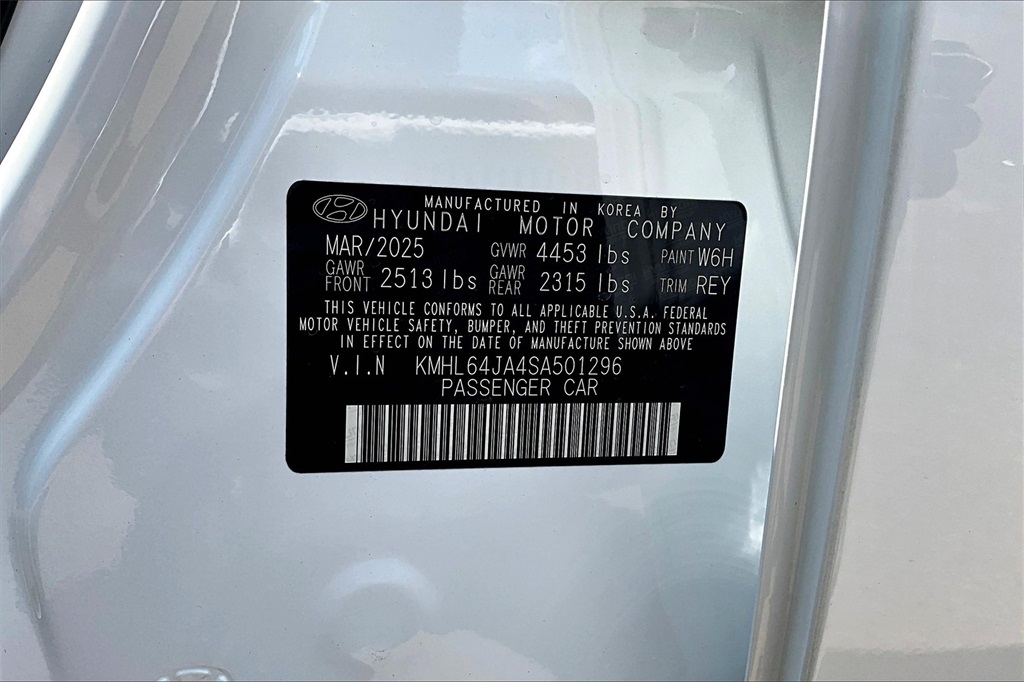 MANUFACTURED IN KOREA BY
HYUNDAI MOTOR COMPANY
MAR/2025 GVWR 4453 lbs PAINT W6H
GAWR FRONT 2513 lbs GAWR REAR 2315 lbs TRIM REY
THIS VEHICLE CONFORMS TO ALL APPLICABLE U.S.A. FEDERAL
MOTOR VEHICLE SAFETY, BUMPER, AND THEFT PREVENTION STANDARDS
IN EFFECT ON THE DATE OF MANUFACTURE SHOWN ABOVE
V.I.N KMHL64JA4SA501296
PASSENGER CAR